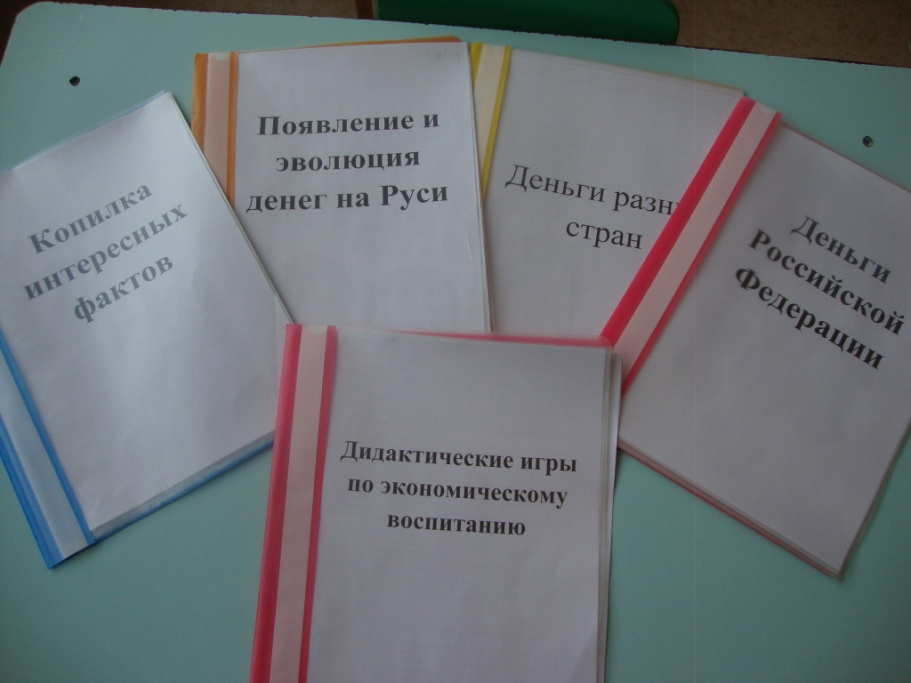 Копилка
интересных
фактов
Появление и
эволюция
денег на Руси
Деньги
стран
Деньги
Российской
Федерации
Дидактические игры
по экономическому
воспитанию